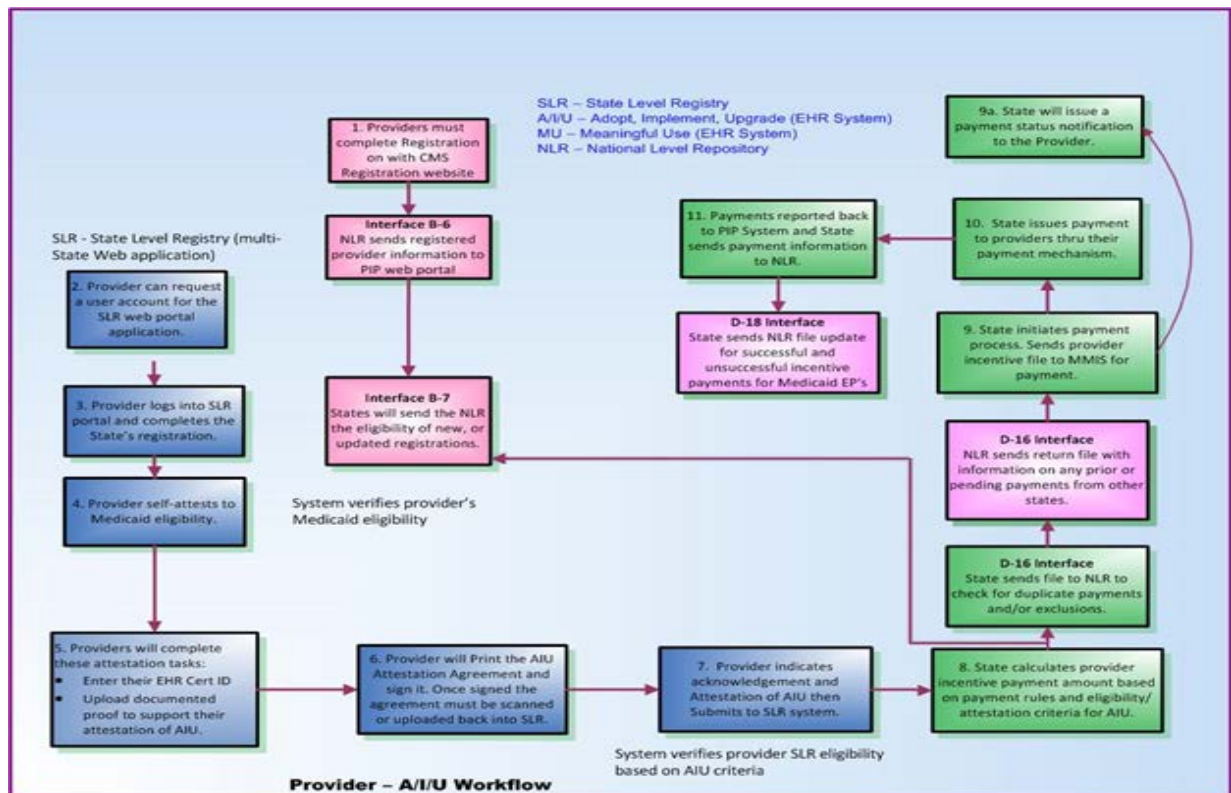 SLR – State Level Registry
A/I/U – Adopt, Implement, Upgrade (EHR System)
MU – Meaningful Use (EHR System)
NLR – National Level Repository
1. Providers must
complete Registration
on with CMS
Registration website
Interface B-6
NLR sends registered
provider information to
PIP web portal
Interface B-7
States will send the NLR
the eligibility of new, or
updated registrations.
System verifies provider's
Medicaid eligibility
SLR - State Level Registry (multi-
State Web application)
2. Provider can request
a user account for the
SLR web portal
application.
3. Provider logs into SLR
portal and completes the
State's registration.
4. Provider self-attests to
Medicaid eligibility.
5. Providers will complete
these attestation tasks:
• Enter their EHR Cert ID
• Upload documented
proof to support their
attestation of AIU.
6. Provider will Print the AIU
Attestation Agreement and
sign it. Once signed the
agreement must be scanned
or uploaded back into SLR.
7. Provider indicates
acknowledgement and
Attestation of AIU then
Submits to SLR system.
System verifies provider SLR eligibility
based on AIU criteria
8. State calculates provider
incentive payment amount based
on payment rules and eligibility/
attestation criteria for AIU.
D-16 Interface
State sends file to NLR to
check for duplicate payments
and/or exclusions.
D-16 Interface
NLR sends return file with
information on any prior or
pending payments from other
states.
9. State initiates payment
process. Sends provider
incentive file to MMIS for
payment.
9a. State will issue a
payment status notification
to the Provider.
10. State issues payment
to providers thru their
payment mechanism.
11. Payments reported back
to PIP System and State
sends payment information
to NLR.
D-18 Interface
State sends NLR file update
for successful and
unsuccessful incentive
payments for Medicaid EP's
Provider – A/I/U Workflow